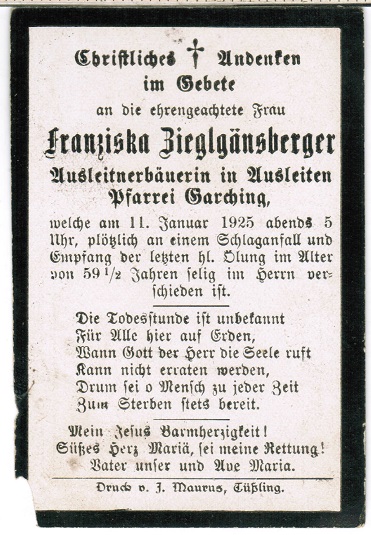 Christliches † Andenken
im Gebete
an die ehrengeachtete Frau
Franziska Zieglgänsberger
Ausleitnerbäuerin in Ausleiten
Pfarrei Garching,
welche am 11. Januar 1925 abends 5
Uhr, plötzlich an einem Schlaganfall und
Empfang der letzten hl. Ölung im Alter
von 59 1/2 Jahren selig im Herrn ver-
schieden ist.
Die Todesstunde ist unbekannt
Für Alle hier auf Erden,
Wann Gott der Herr die Seele ruft
Kann nicht erraten werden,
Drum sei o Mensch zu jeder Zeit
Zum Sterben stets bereit.
Mein Jesus Barmherzigkeit!
Süßes Herz Mariä, sei meine Rettung!
Vater unser und Ave Maria.
Druck v. J. Maurus, Tüßling.